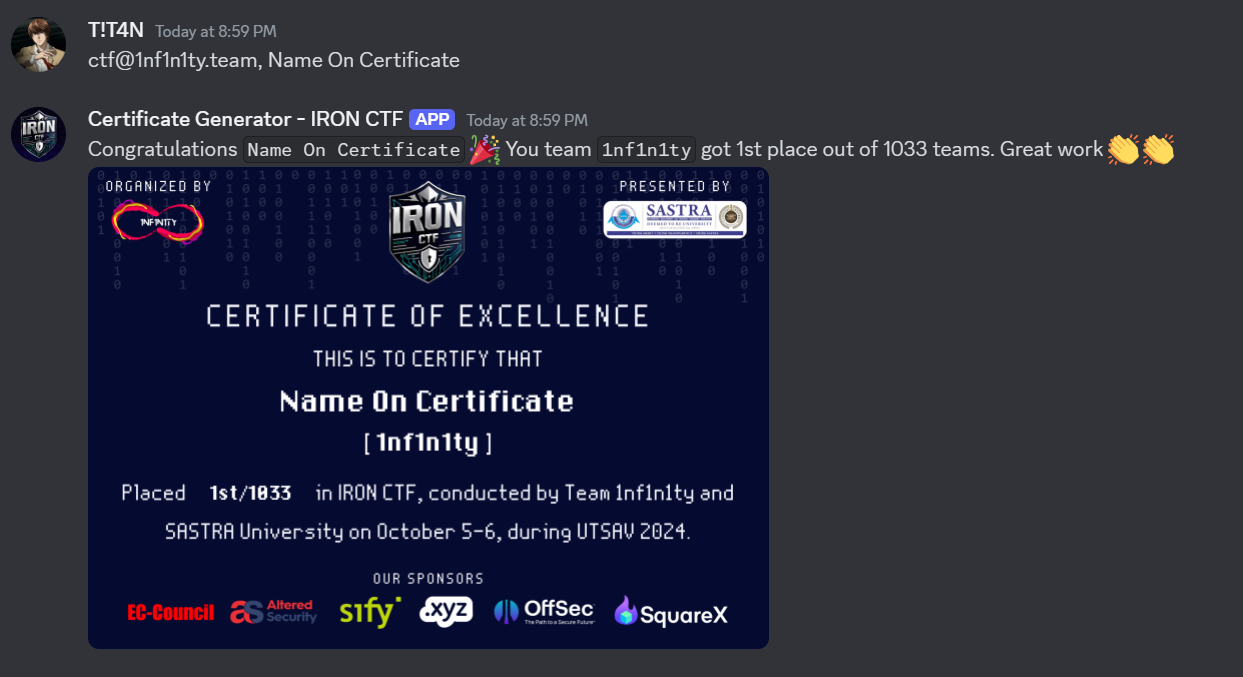 T!T4N Today at 8:59 PM
ctf@1nf1n1ty.team, Name On Certificate
Certificate Generator - IRON CTF APP Today at 8:59 PM
Congratulations Name On Certificate 🎉 You team 1nf1n1ty got 1st place out of 1033 teams. Great work 👏👏
ORGANIZED BY
1NF1N1TY
IRON
CTF
PRESENTED BY
SASTRA
CERTIFICATE OF EXCELLENCE
THIS IS TO CERTIFY THAT
Name On Certificate
[ 1nf1n1ty ]
Placed 1st/1033 in IRON CTF, conducted by Team 1nf1n1ty and
SASTRA University on October 5-6, during UTSAV 2024.
OUR SPONSORS
EC-Council
as Altered Security
sify
.xyz
OffSec
The Path to a Secure Future
SquareX